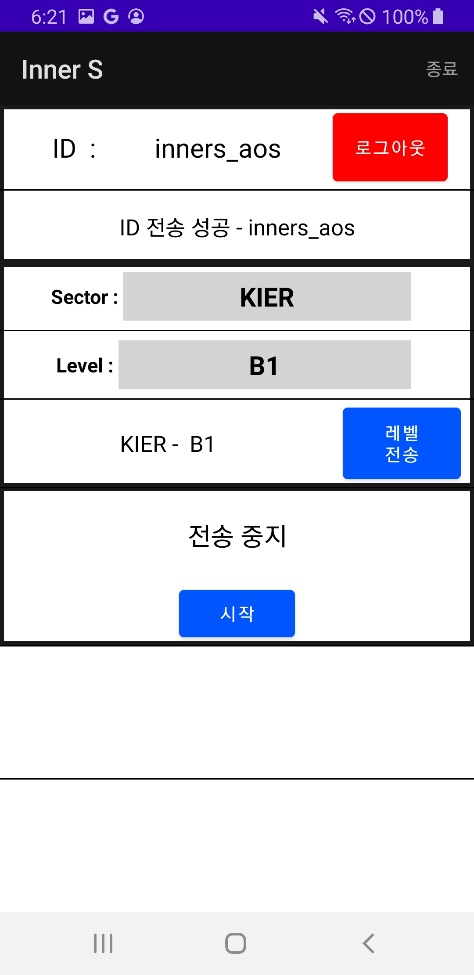 6:21 100%
Inner S 종료
ID : inners_aos 로그아웃
ID 전송 성공 - inners_aos
Sector : KIER
Level : B1
KIER - B1 레벨
전송
전송 중지
시작